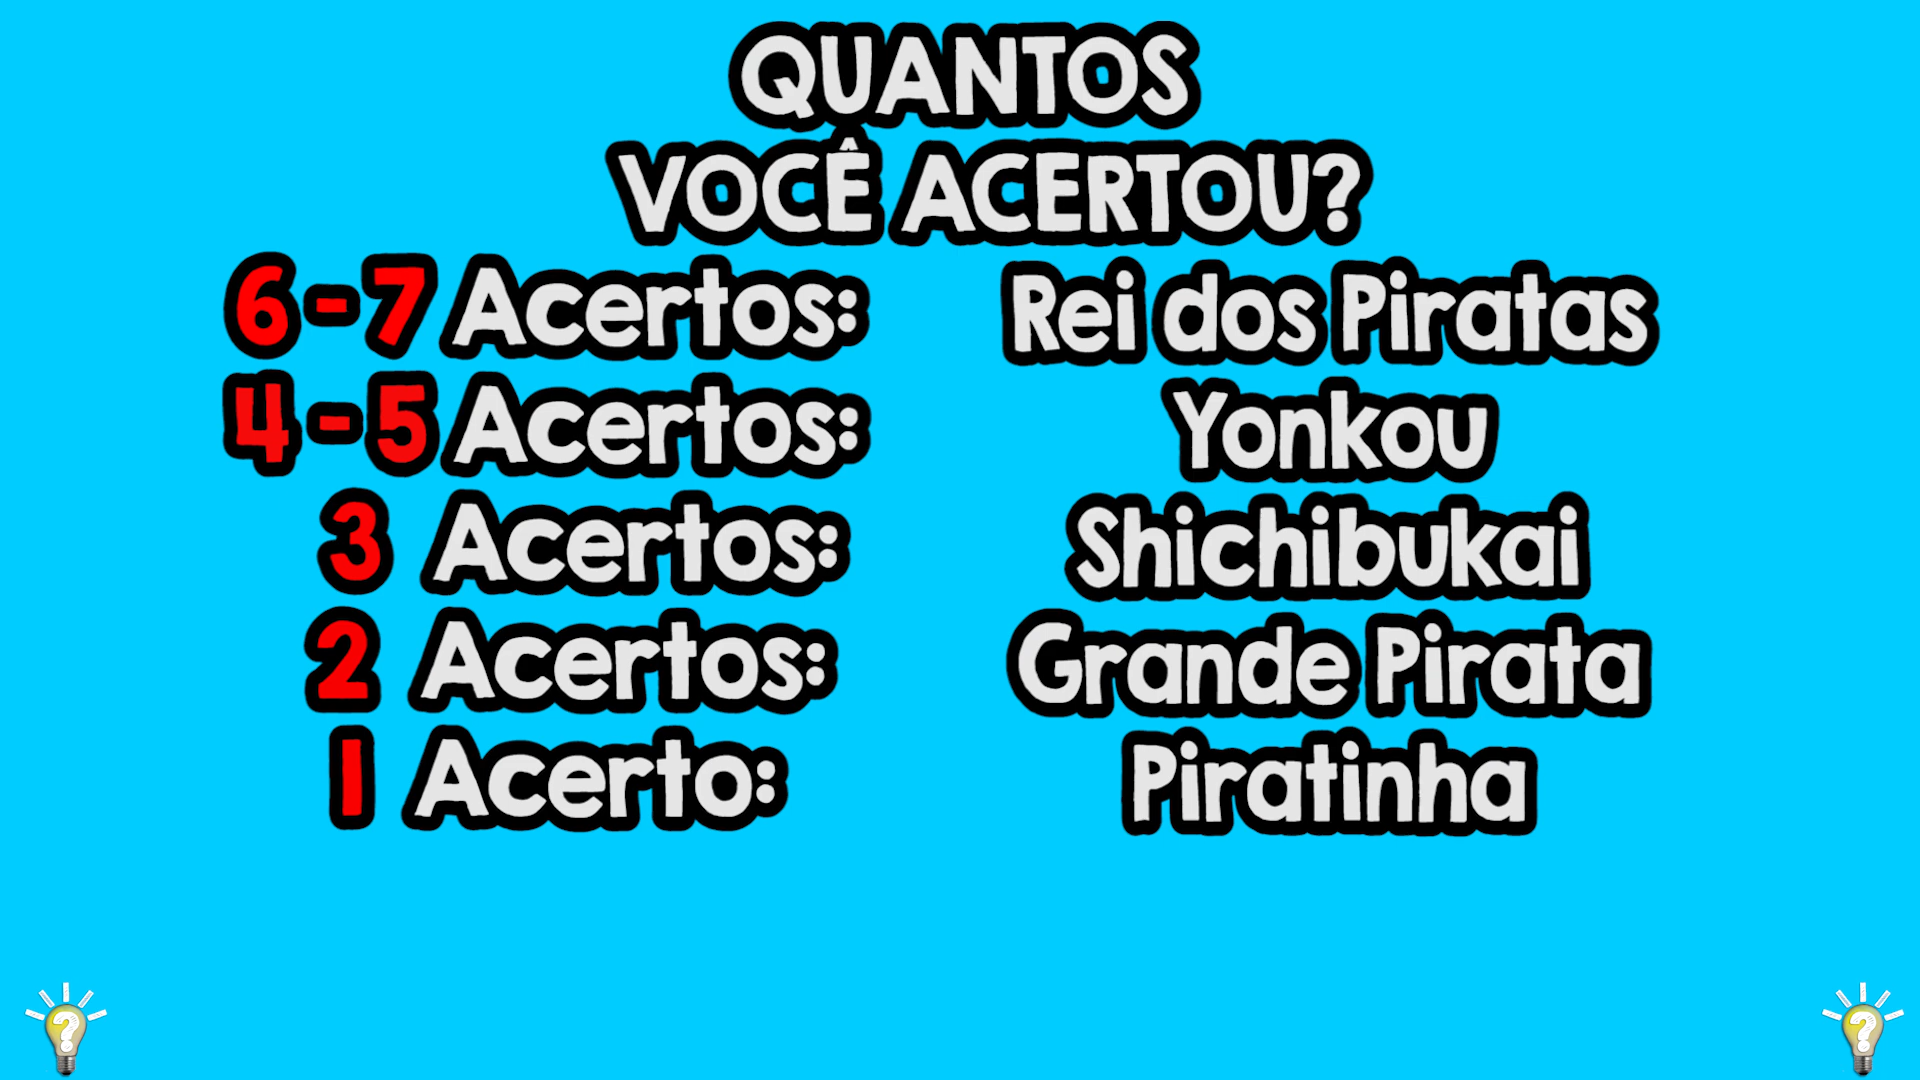 QUANTOS
VOCÊ ACERTOU?
6-7 Acertos: Rei dos Piratas
4-5 Acertos: Yonkou
3 Acertos: Shichibukai
2 Acertos: Grande Pirata
1 Acerto: Piratinha
? ?